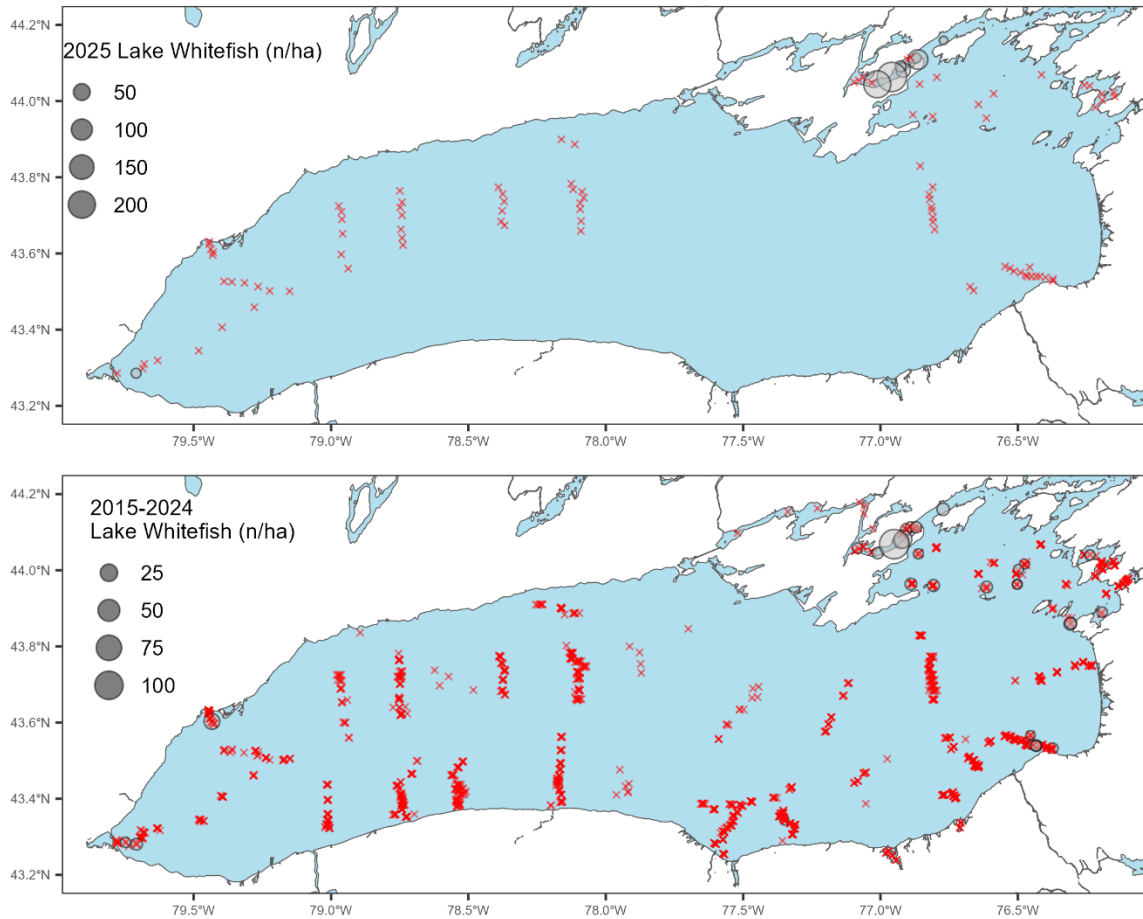 44.2°N
2025 Lake Whitefish (n/ha)
50
44.0°N
100
150
43.8°N
200
43.6°N
43.4°N
43.2°N
79.5°W 79.0°W 78.5°W 78.0°W 77.5°W 77.0°W 76.5°W
44.2°N
2015-2024
Lake Whitefish (n/ha)
25
44.0°N
50
75
43.8°N
100
43.6°N
43.4°N
43.2°N
79.5°W 79.0°W 78.5°W 78.0°W 77.5°W 77.0°W 76.5°W